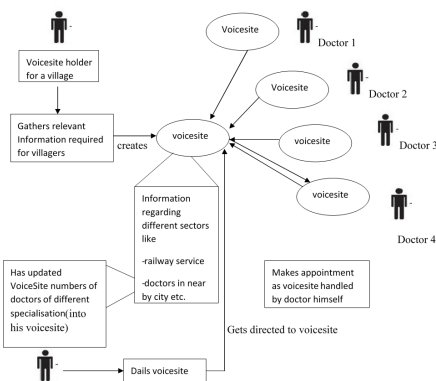 Voicesite
Doctor 1
Voicesite holder
for a village
Voicesite
Doctor 2
Gathers relevant
Information required
for villagers
creates
voicesite
voicesite
Doctor 3
voicesite
Doctor 4
Information
regarding
different sectors
like
-railway service
-doctors in near
by city etc.
Has updated
VoiceSite numbers of
doctors of different
specialisation(into
his voicesite)
Makes appointment
as voicesite handled
by doctor himself
Gets directed to voicesite
Dails voicesite